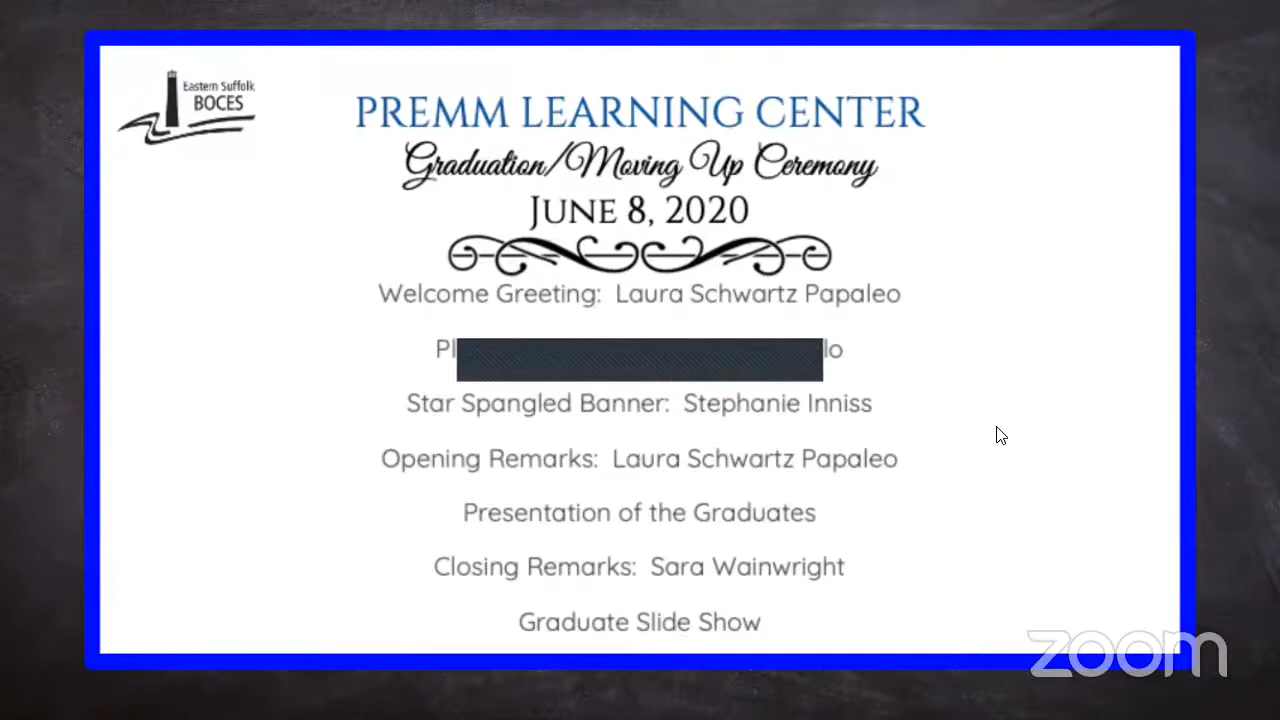 Eastern Suffolk
BOCES
PREMM LEARNING CENTER
Graduation/Moving Up Ceremony
JUNE 8, 2020
Welcome Greeting: Laura Schwartz Papaleo
Star Spangled Banner: Stephanie Inniss
Opening Remarks: Laura Schwartz Papaleo
Presentation of the Graduates
Closing Remarks: Sara Wainwright
Graduate Slide Show
zoom